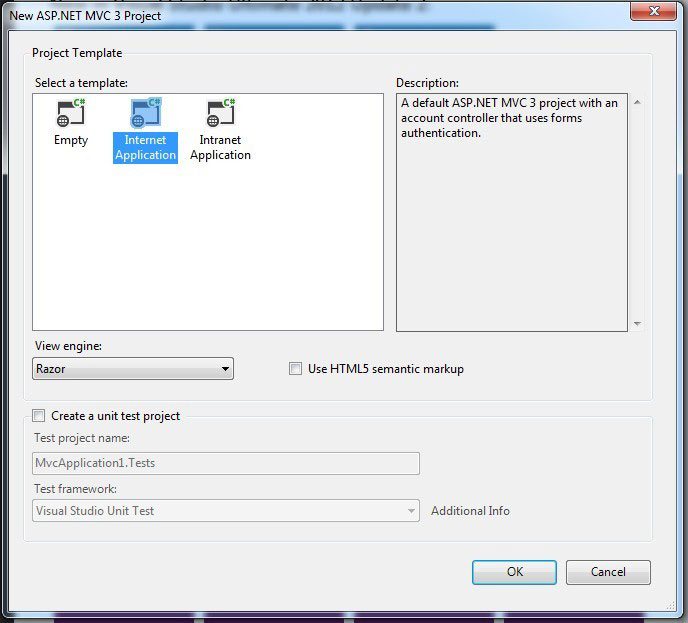 New ASP.NET MVC 3 Project
Project Template
Select a template:
Description:
C#
C#
C#
Empty
Internet
Application
Intranet
Application
A default ASP.NET MVC 3 project with an
account controller that uses forms
authentication.
View engine:
Razor
Use HTML5 semantic markup
Create a unit test project
Test project name:
MvcApplication1.Tests
Test framework:
Visual Studio Unit Test
Additional Info
OK
Cancel